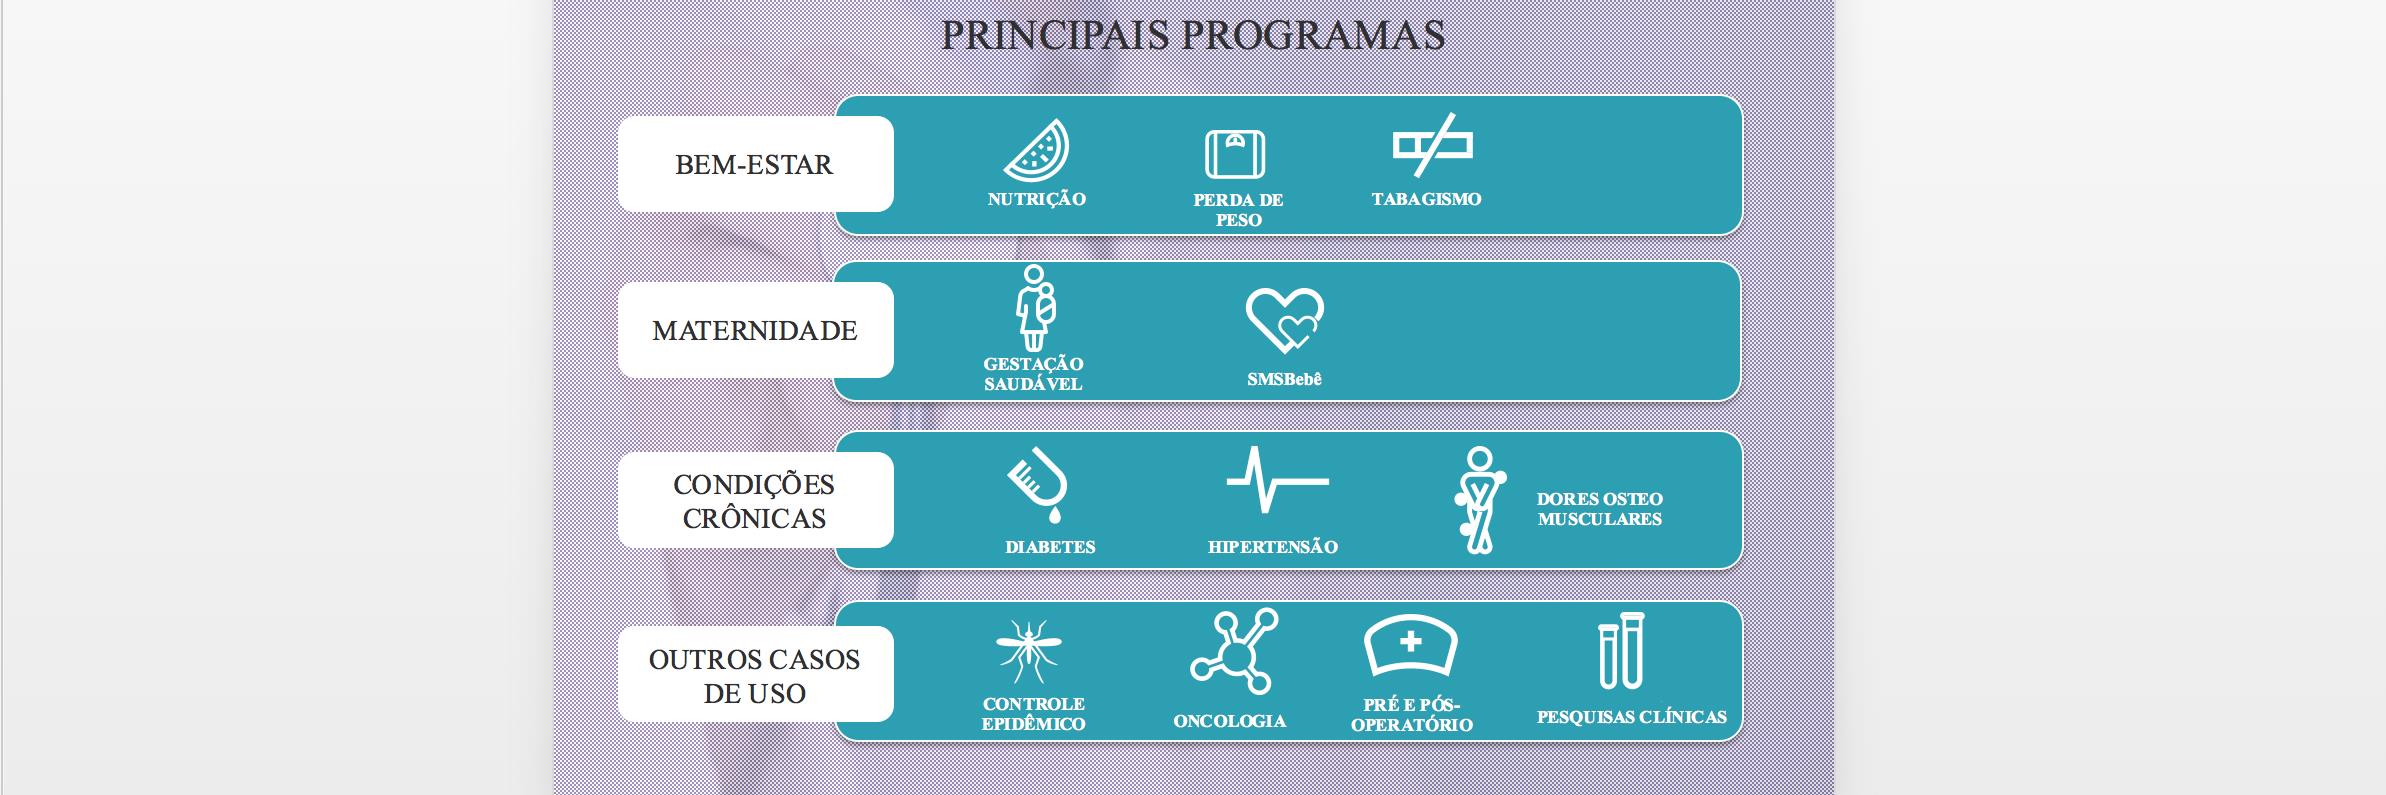 PRINCIPAIS PROGRAMAS
BEM-ESTAR
NUTRIÇÃO
PERDA DE
PESO
TABAGISMO
MATERNIDADE
GESTAÇÃO
SAUDÁVEL
SMSBebê
CONDIÇÕES
CRÔNICAS
DIABETES
HIPERTENSÃO
DORES OSTEO
MUSCULARES
OUTROS CASOS
DE USO
CONTROLE
EPIDÊMICO
ONCOLOGIA
PRÉ E PÓS-
OPERATÓRIO
PESQUISAS CLÍNICAS